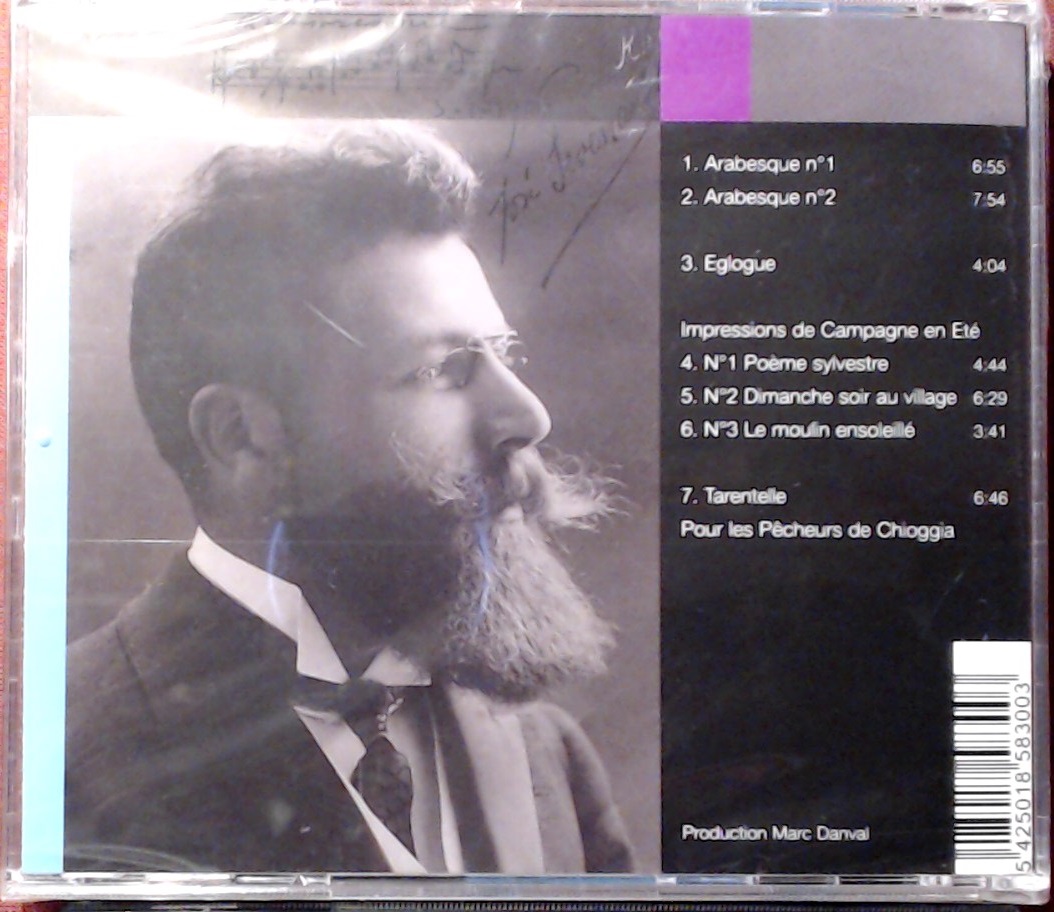 José
1. Arabesque n°1 6:55
2. Arabesque n°2 7:54
3. Eglogue 4:04
Impressions de Campagne en Eté
4. N°1 Poème sylvestre 4:44
5. N°2 Dimanche soir au village 6:29
6. N°3 Le moulin ensoleillé 3:41
7. Tarentelle 6:46
Pour les Pêcheurs de Chioggia
Production Marc Danval
5 425018 583003